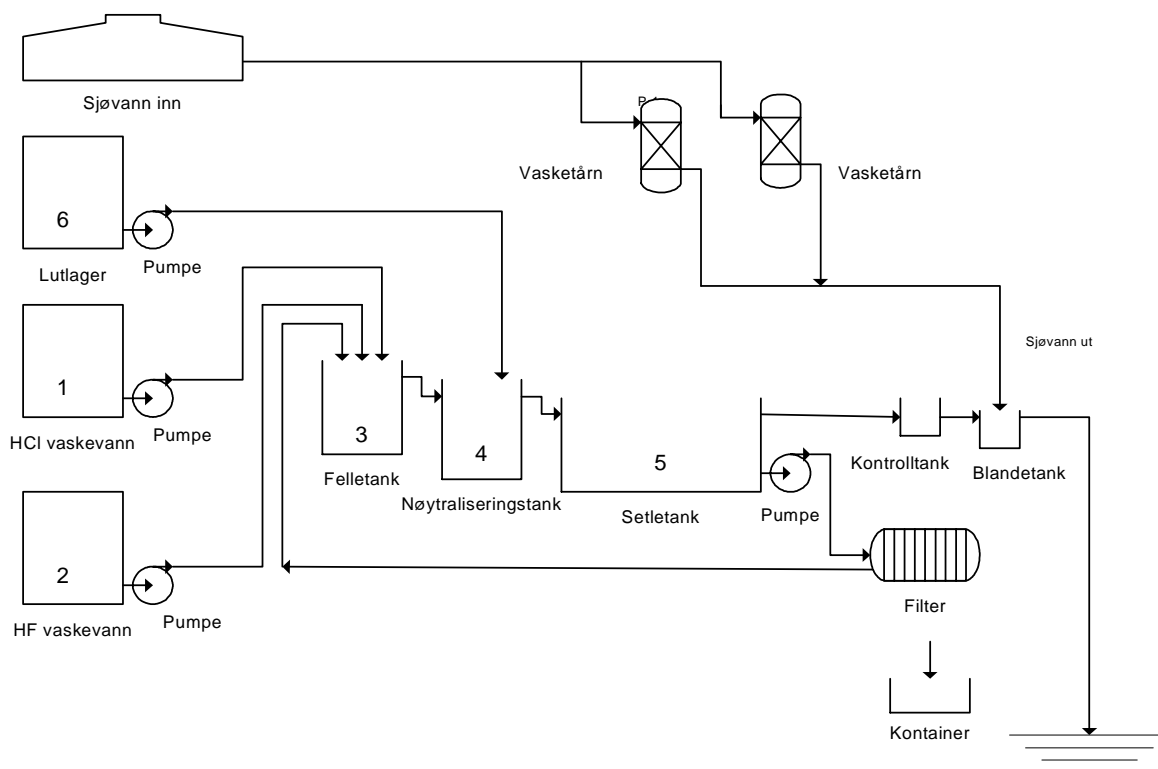 Sjøvann inn
Vasketårn
Vasketårn
6
Lutlager
Pumpe
1
HCl vaskevann
Pumpe
2
HF vaskevann
Pumpe
3
Felletank
4
Nøytraliseringstank
5
Setletank
Pumpe
Sjøvann ut
Kontrolltank
Blandetank
Filter
Kontainer